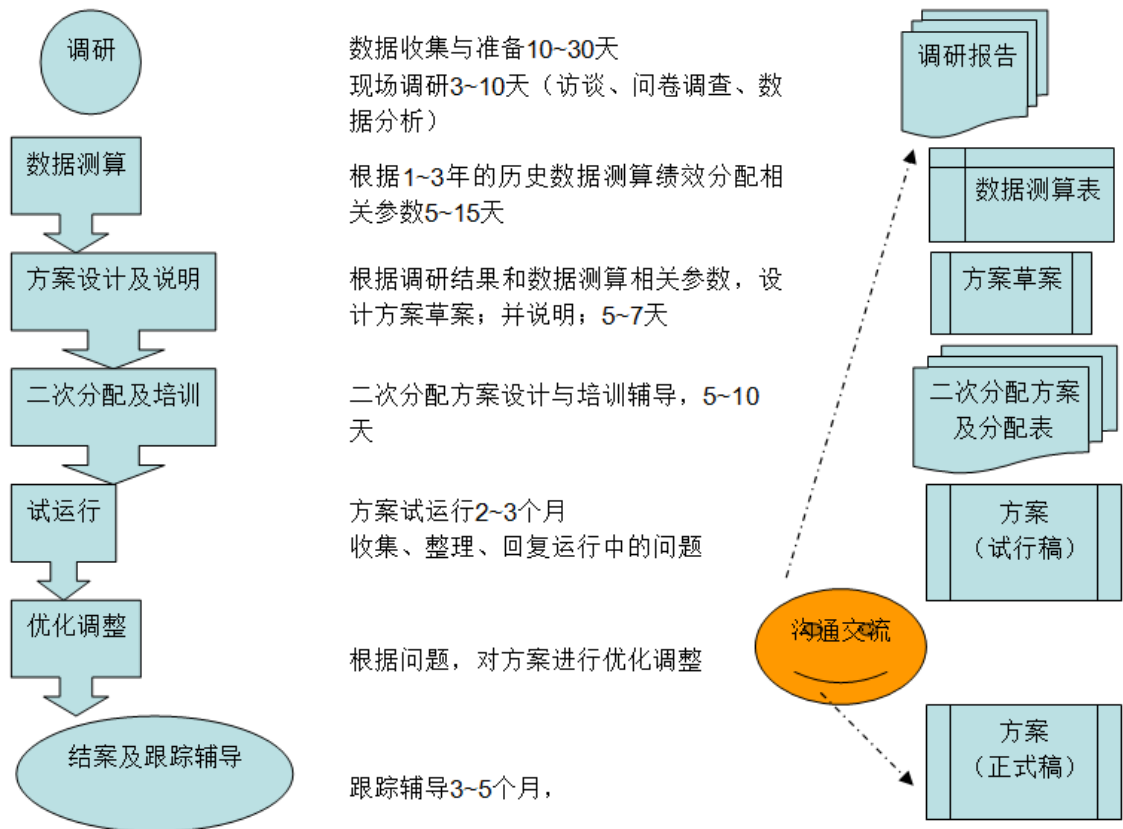 调研
数据收集与准备10~30天
现场调研3~10天（访谈、问卷调查、数
据分析）
调研报告
数据测算
根据1~3年的历史数据测算绩效分配相
关参数5~15天
数据测算表
方案设计及说明
根据调研结果和数据测算相关参数，设
计方案草案；并说明；5~7天
方案草案
二次分配及培训
二次分配方案设计与培训辅导，5~10
天
二次分配方案
及分配表
试运行
方案试运行2~3个月
收集、整理、回复运行中的问题
方案
（试行稿）
优化调整
根据问题，对方案进行优化调整
沟通交流
结案及跟踪辅导
跟踪辅导3~5个月，
方案
（正式稿）